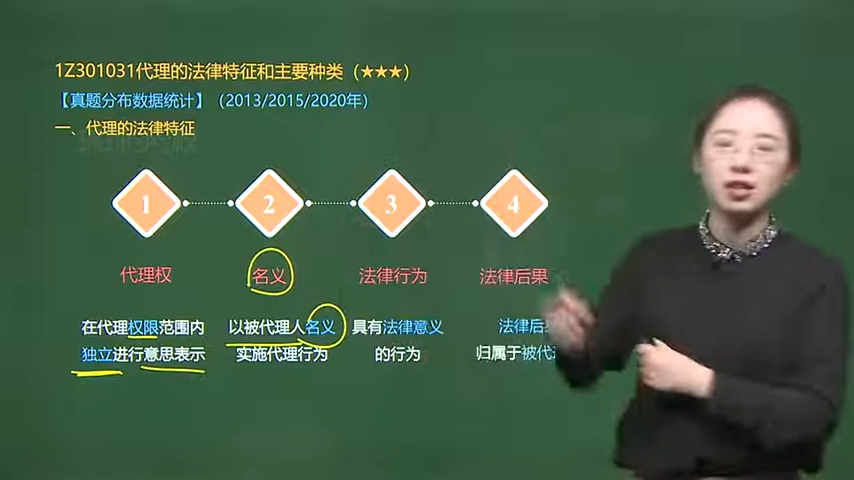 1Z301031代理的法律特征和主要种类（★★★）
【真题分布数据统计】（2013/2015/2020年）
一、代理的法律特征
1 2 3 4
代理权 名义 法律行为 法律后果
在代理权限范围内 以被代理人名义 具有法律意义 法律后
独立进行意思表示 实施代理行为 的行为 归属于被代